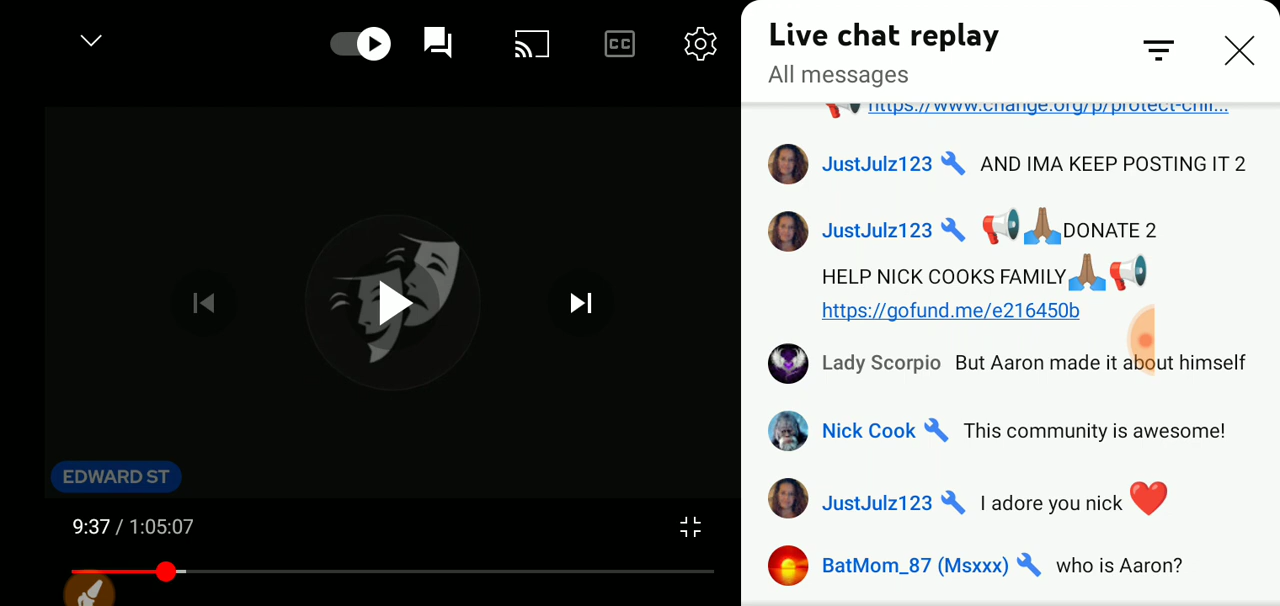 CC
Live chat replay
All messages
https://www.change.org/p/protect-chil...
JustJulz123 AND IMA KEEP POSTING IT 2
JustJulz123 DONATE 2
HELP NICK COOKS FAMILY
https://gofund.me/e216450b
Lady Scorpio But Aaron made it about himself
Nick Cook This community is awesome!
JustJulz123 I adore you nick
BatMom_87 (Msxxx) who is Aaron?
EDWARD ST
9:37 / 1:05:07